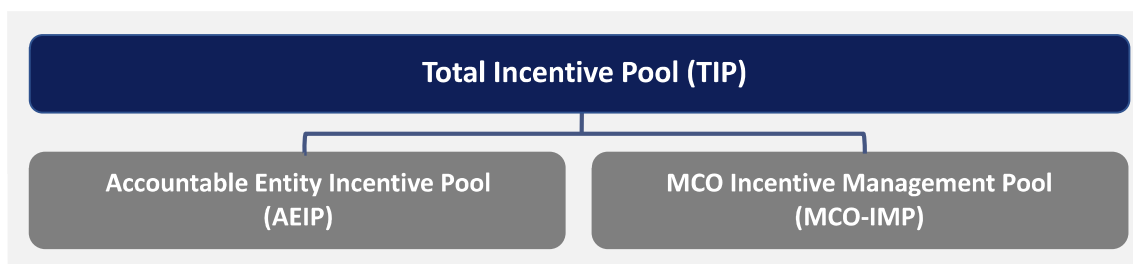 Total Incentive Pool (TIP)
Accountable Entity Incentive Pool
(AEIP)
MCO Incentive Management Pool
(MCO-IMP)